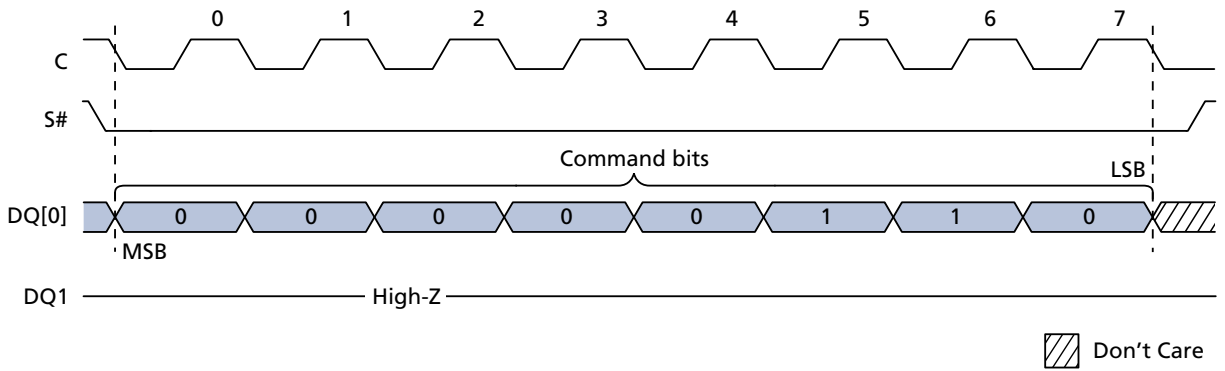 0 1 2 3 4 5 6 7
C
S#
Command bits
LSB
DQ[0] 0 0 0 0 0 1 1 0
MSB
DQ1 High-Z
Don't Care